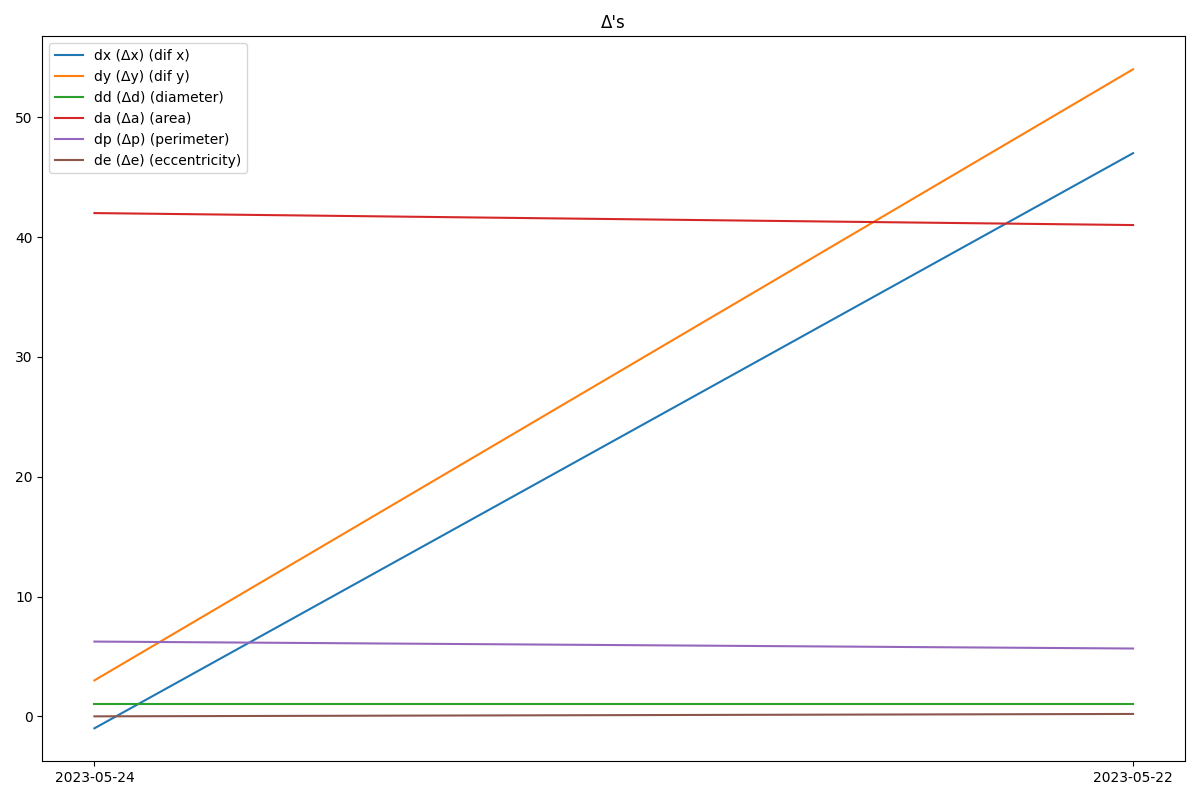 Δ's
dx (Δx) (dif x)
dy (Δy) (dif y)
dd (Δd) (diameter)
da (Δa) (area)
dp (Δp) (perimeter)
de (Δe) (eccentricity)
50
40
30
20
10
0
2023-05-24
2023-05-22